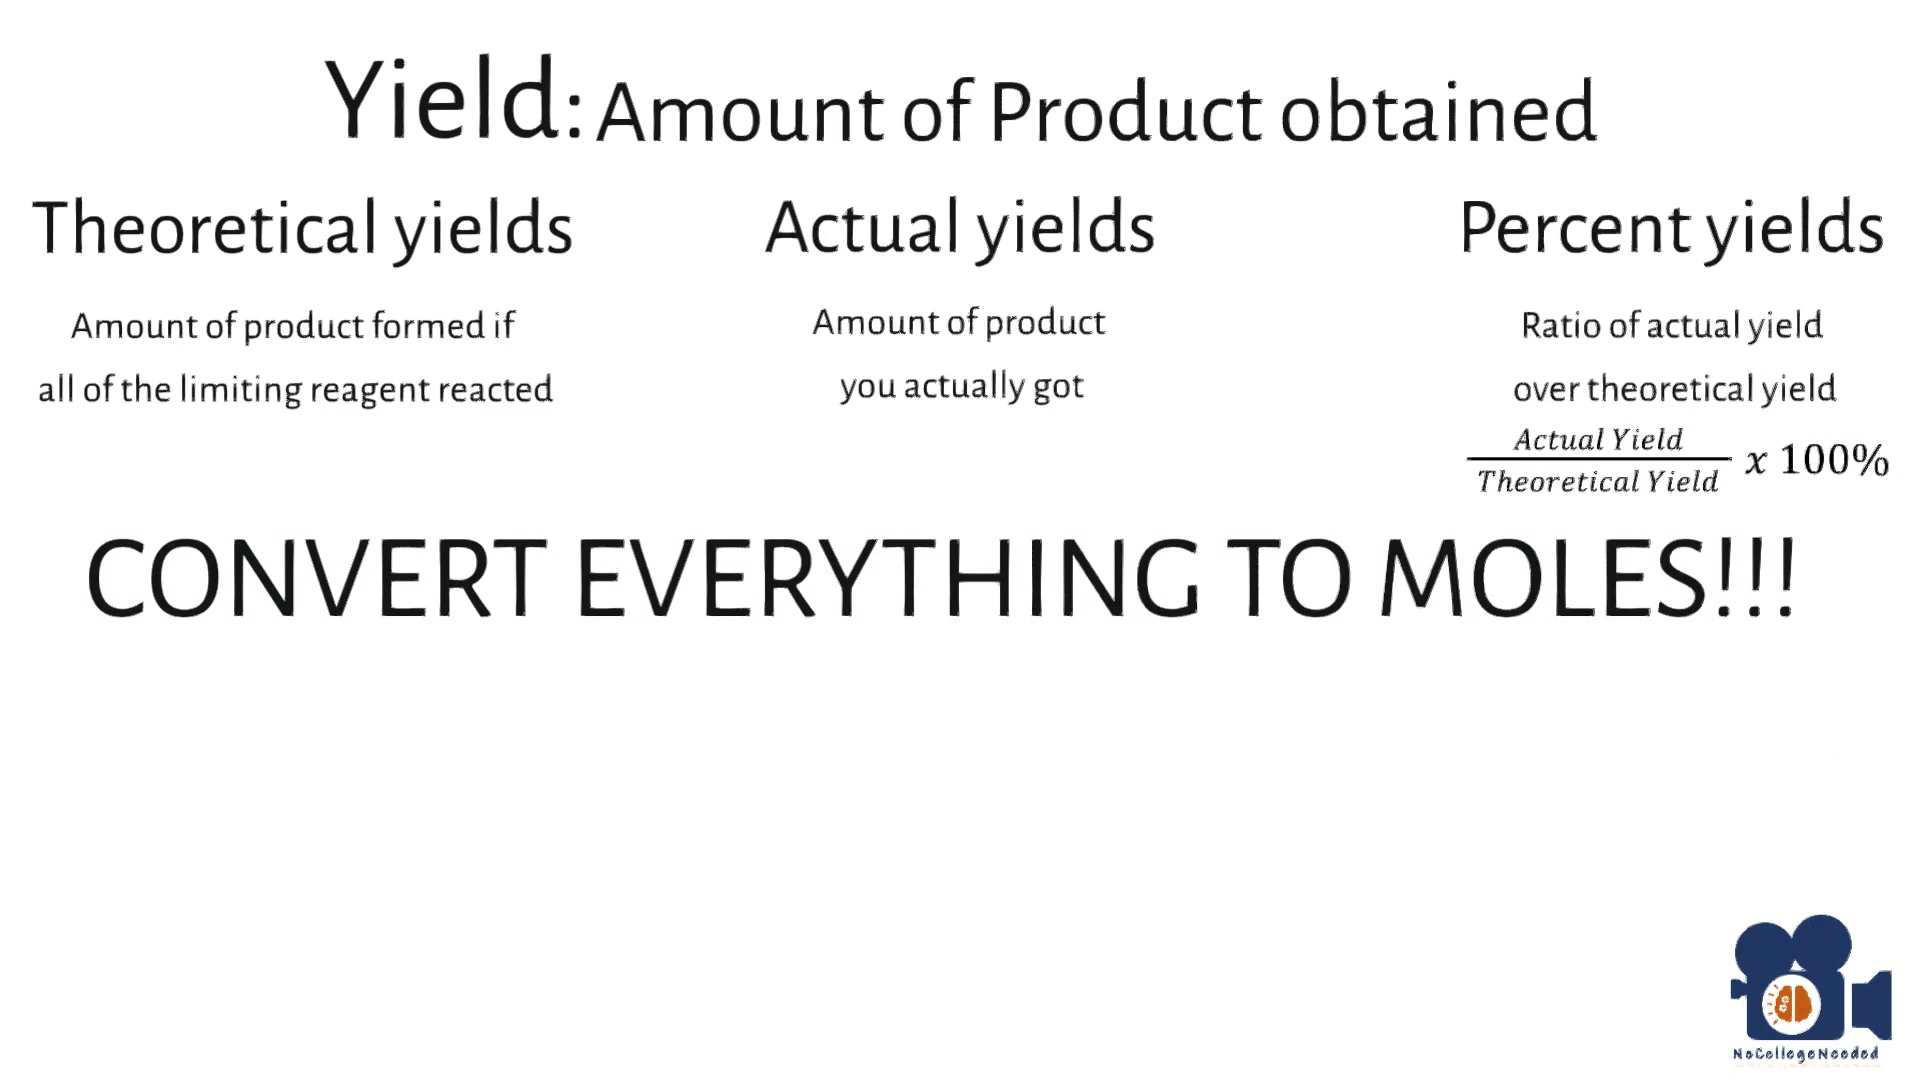 Yield: Amount of Product obtained
Theoretical yields
Amount of product formed if
all of the limiting reagent reacted
Actual yields
Amount of product
you actually got
Percent yields
Ratio of actual yield
over theoretical yield
Actual Yield
Theoretical Yield x 100%
CONVERT EVERYTHING TO MOLES!!!
NoCollegeNeeded